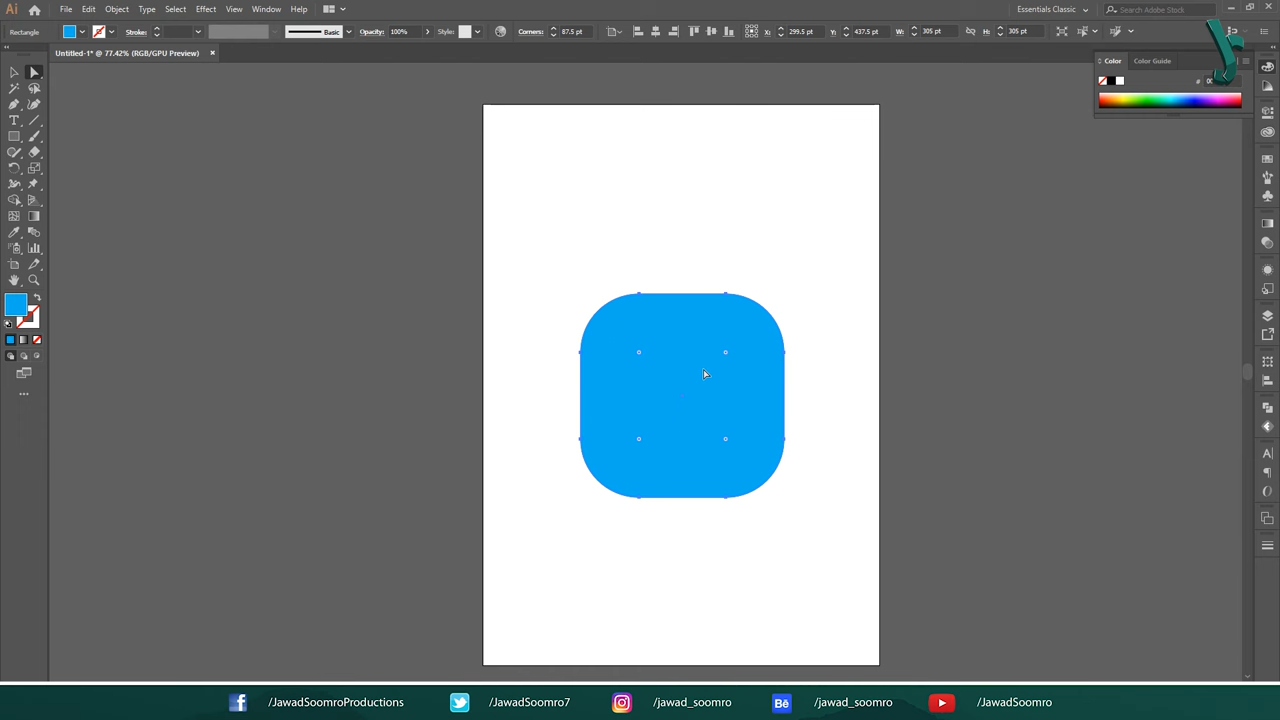 Ai File Edit Object Type Select Effect View Window Help Essentials Classic Search Adobe Stock
Rectangle Stroke: Basic Opacity: 100% Style: Corners: 87.5 pt X: 299.5 pt Y: 437.5 pt W: 305 pt H: 305 pt
Untitled-1* @ 77.42% (RGB/GPU Preview)
Color Color Guide
#
/JawadSoomroProductions /JawadSoomro7 /jawad_soomro /jawad_soomro /JawadSoomro